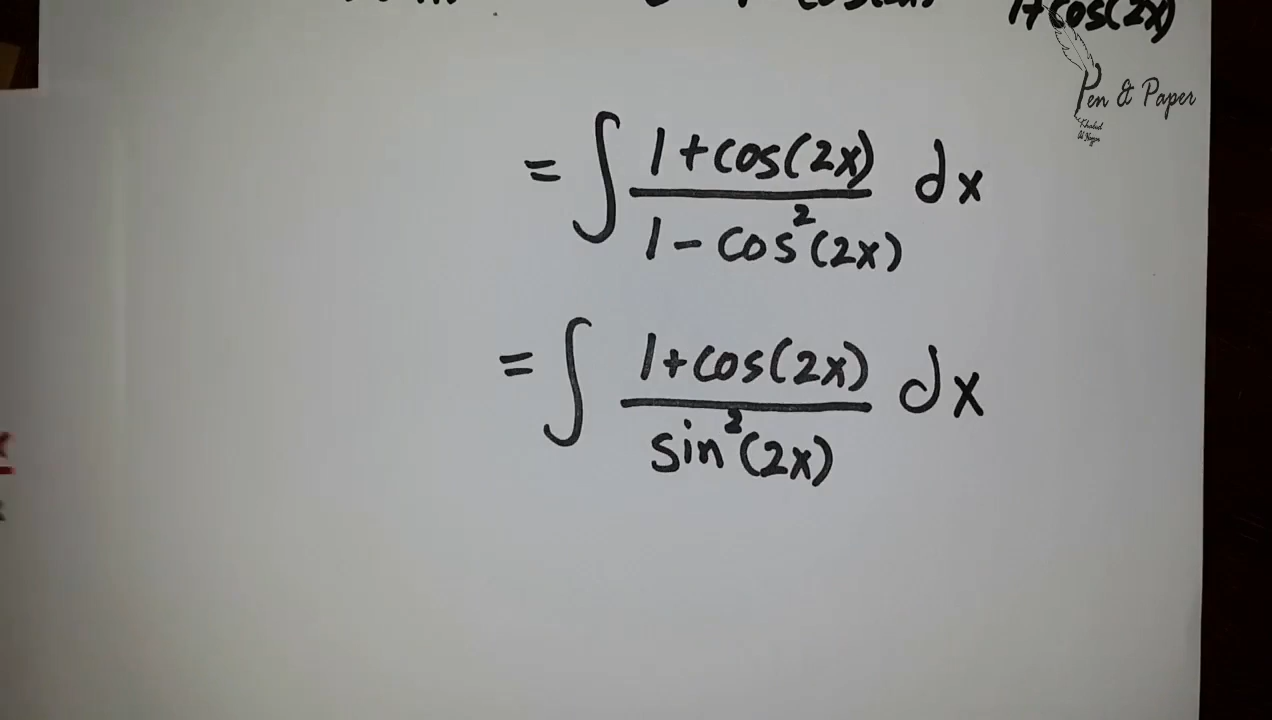 1+cos(2x)
Pen & Paper
= ∫ 1+cos(2x) / 1-cos²(2x) dx
= ∫ 1+cos(2x) / sin²(2x) dx